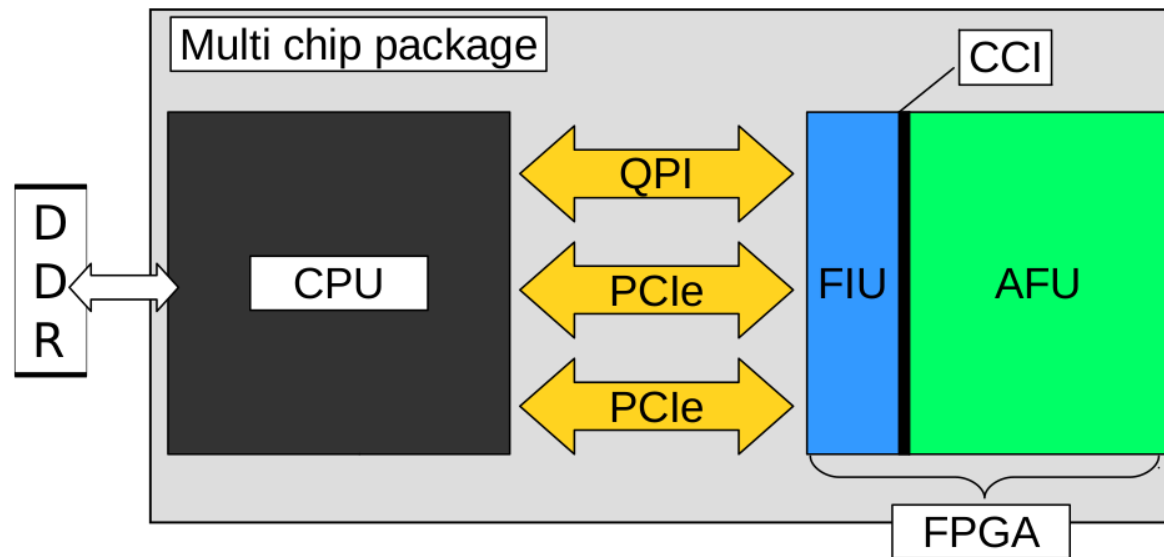 Multi chip package
CCI
QPI
D
D
R
CPU
PCIe
FIU
AFU
PCIe
FPGA